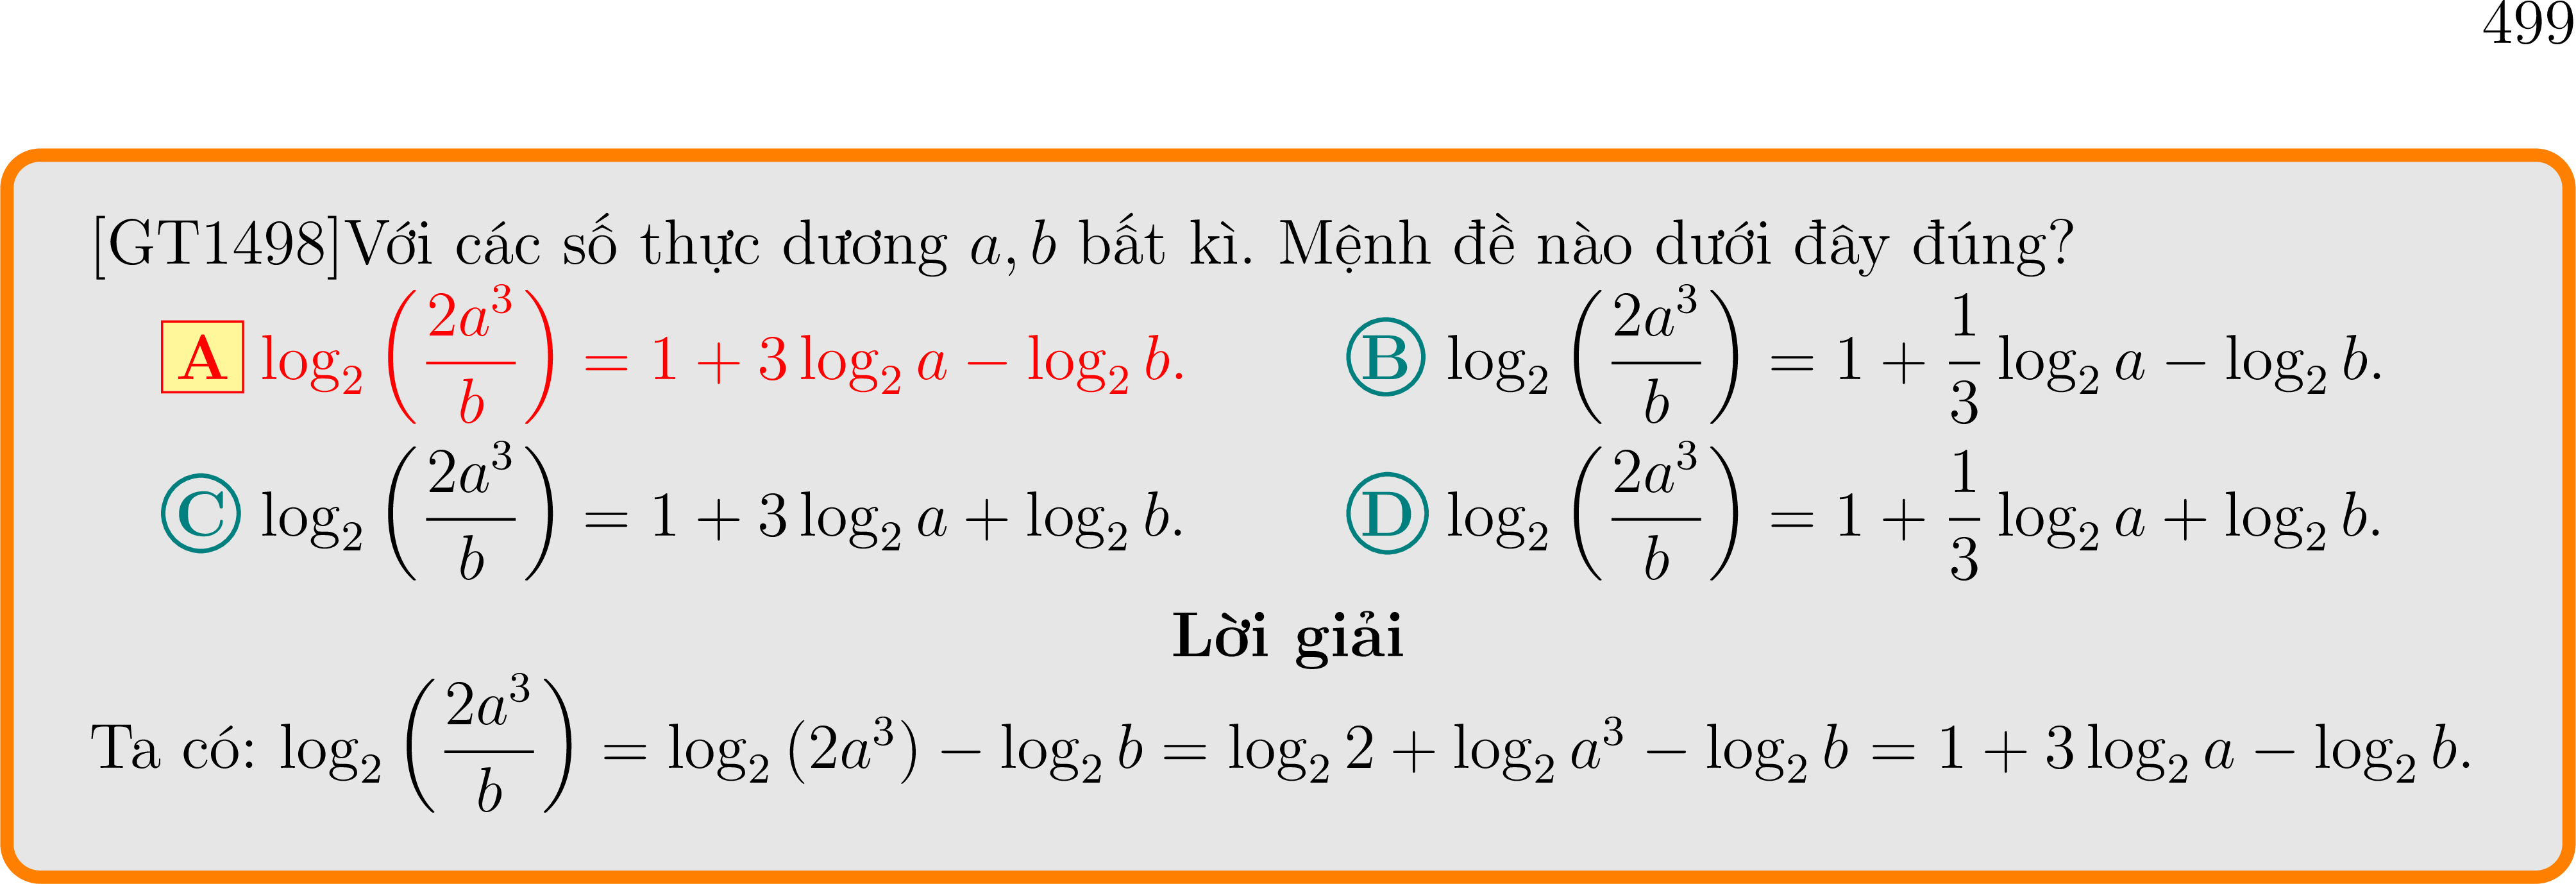 499
[GT1498]Với các số thực dương $a, b$ bất kì. Mệnh đề nào dưới đây đúng?
A $\log_2\left(\frac{2a^3}{b}\right) = 1 + 3\log_2 a - \log_2 b.$ B $\log_2\left(\frac{2a^3}{b}\right) = 1 + \frac{1}{3}\log_2 a - \log_2 b.$
C $\log_2\left(\frac{2a^3}{b}\right) = 1 + 3\log_2 a + \log_2 b.$ D $\log_2\left(\frac{2a^3}{b}\right) = 1 + \frac{1}{3}\log_2 a + \log_2 b.$
Lời giải
Ta có: $\log_2\left(\frac{2a^3}{b}\right) = \log_2\left(2a^3\right) - \log_2 b = \log_2 2 + \log_2 a^3 - \log_2 b = 1 + 3\log_2 a - \log_2 b.$